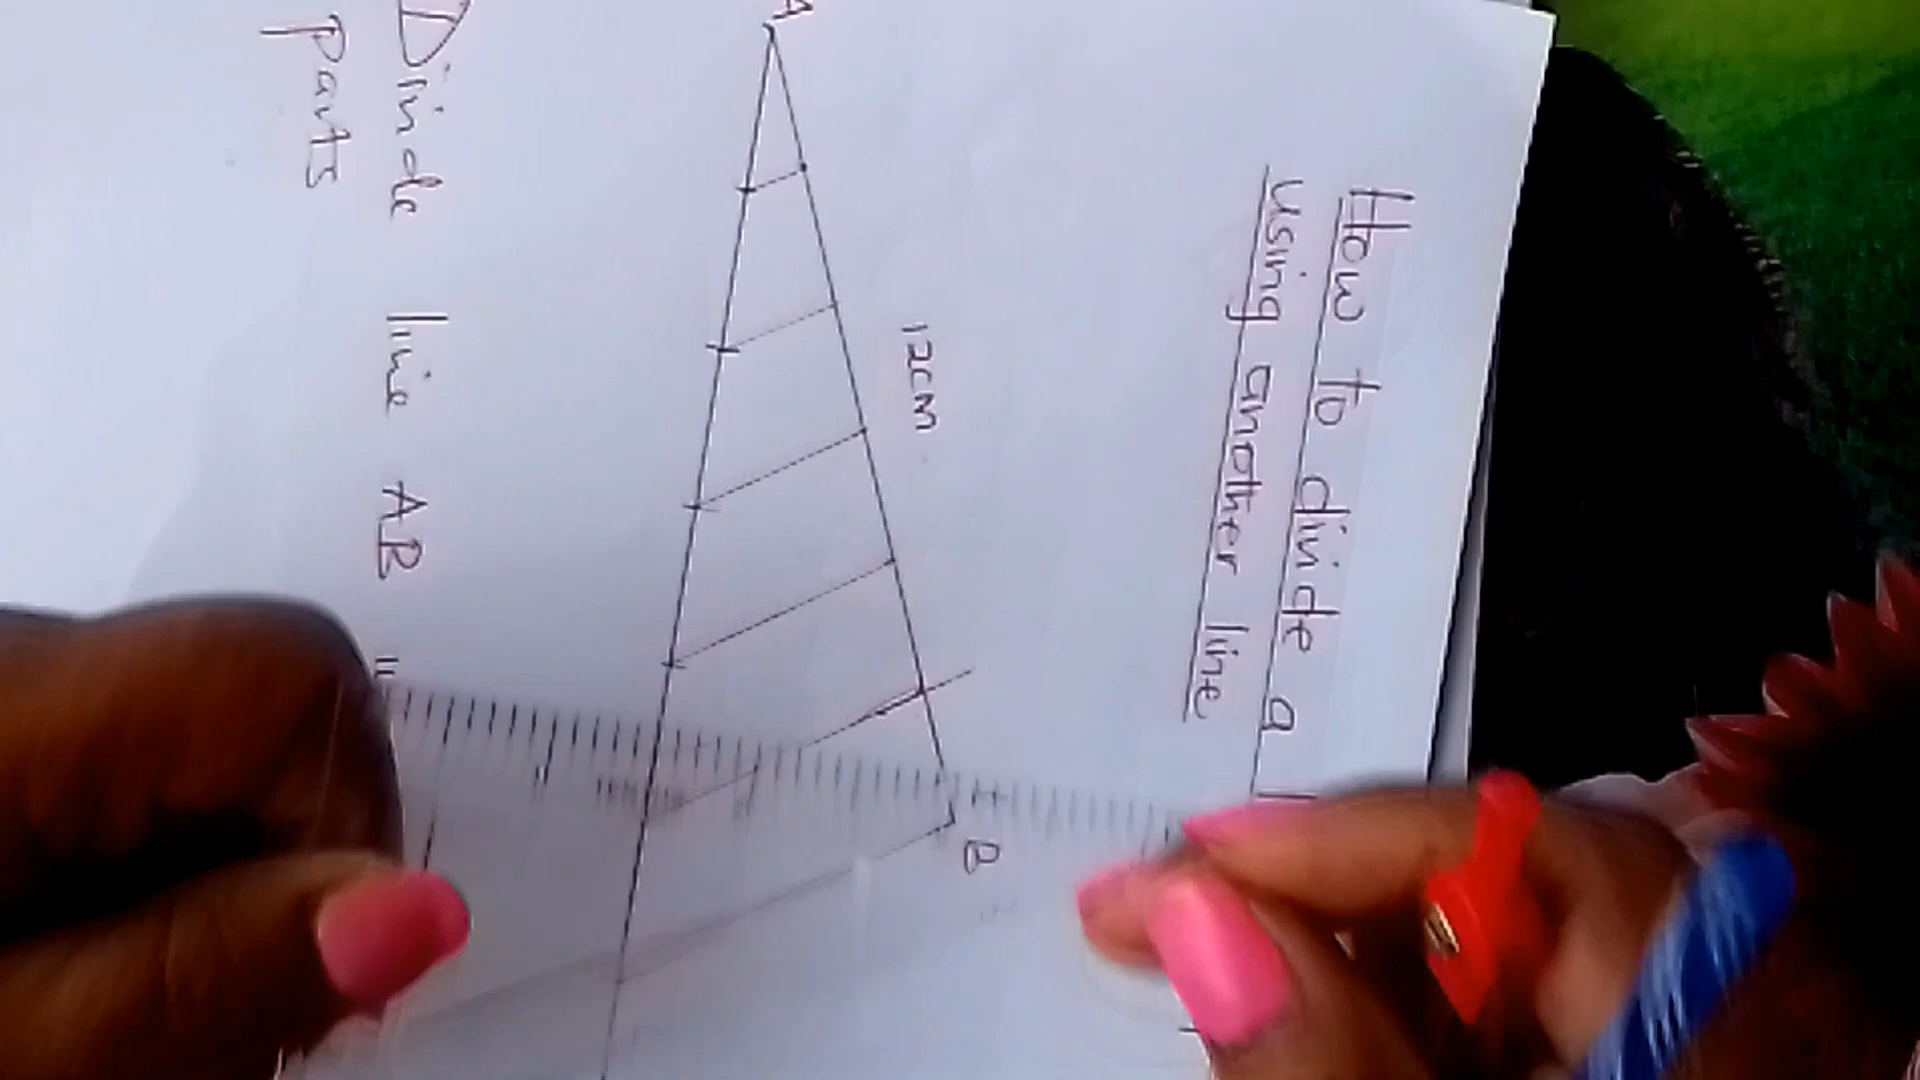 How to divide a
using another line
12cm
A
B
Divide line AB
parts